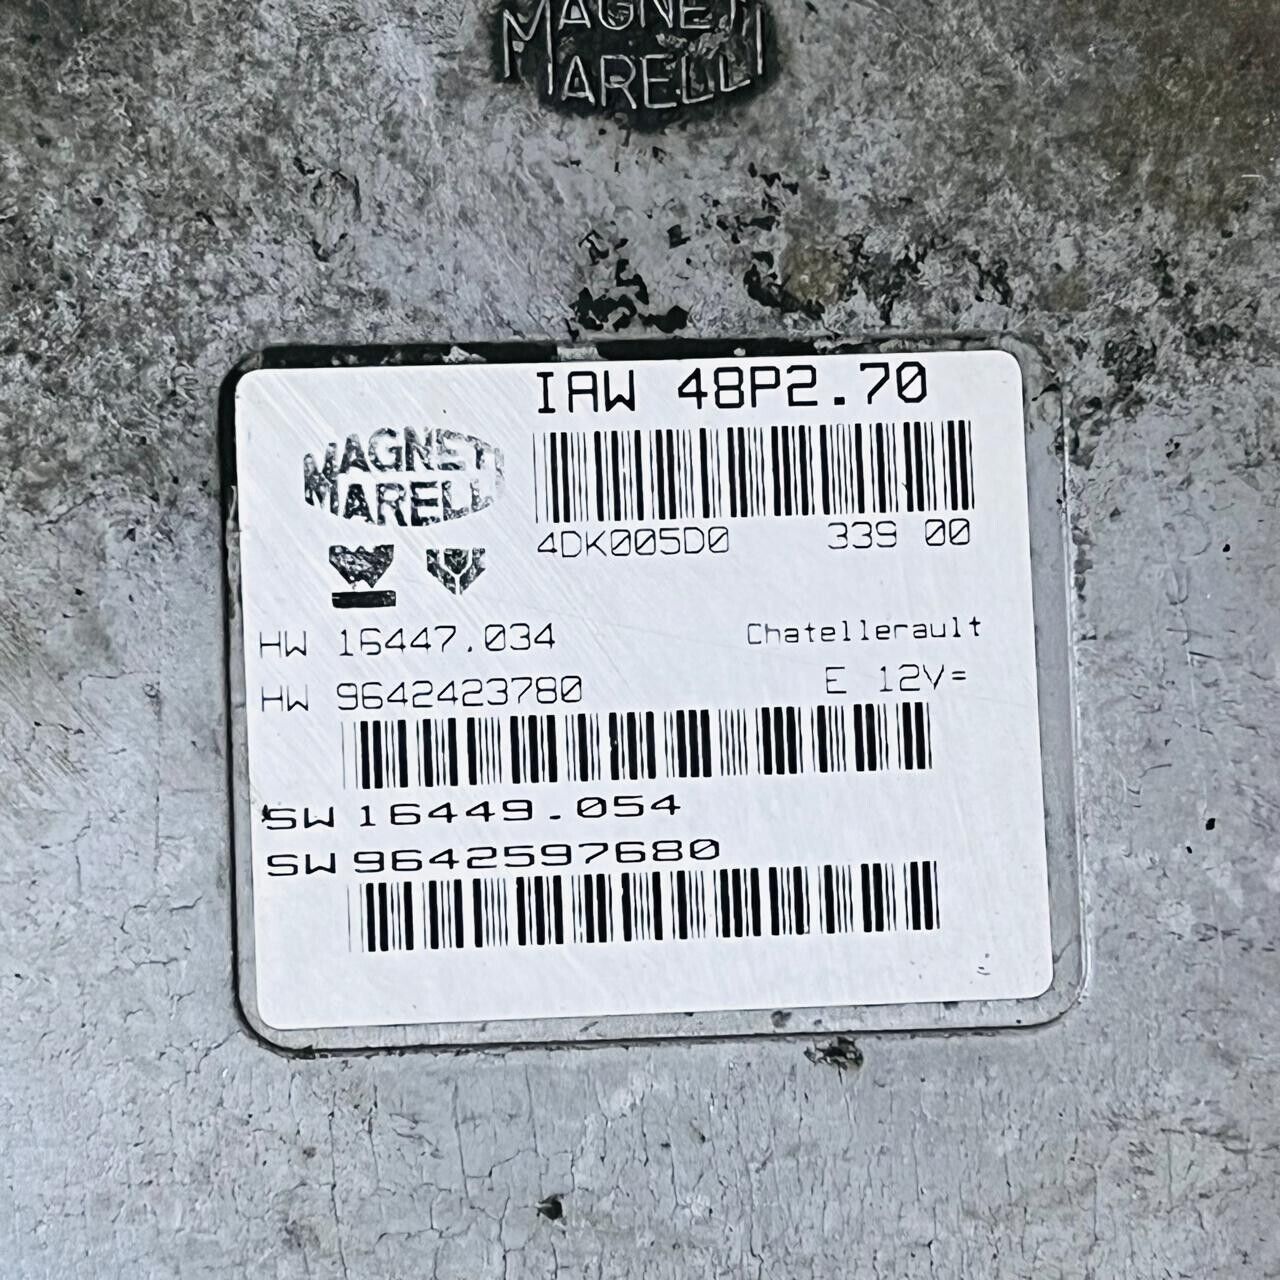 MAGNETI
MARELLI
IAW 48P2.70
MAGNETI
MARELLI
4DK005D0 339 00
HW 16447.034 Chatellerault
HW 9642423780 E 12V=
SW 16449.054
SW 9642597680